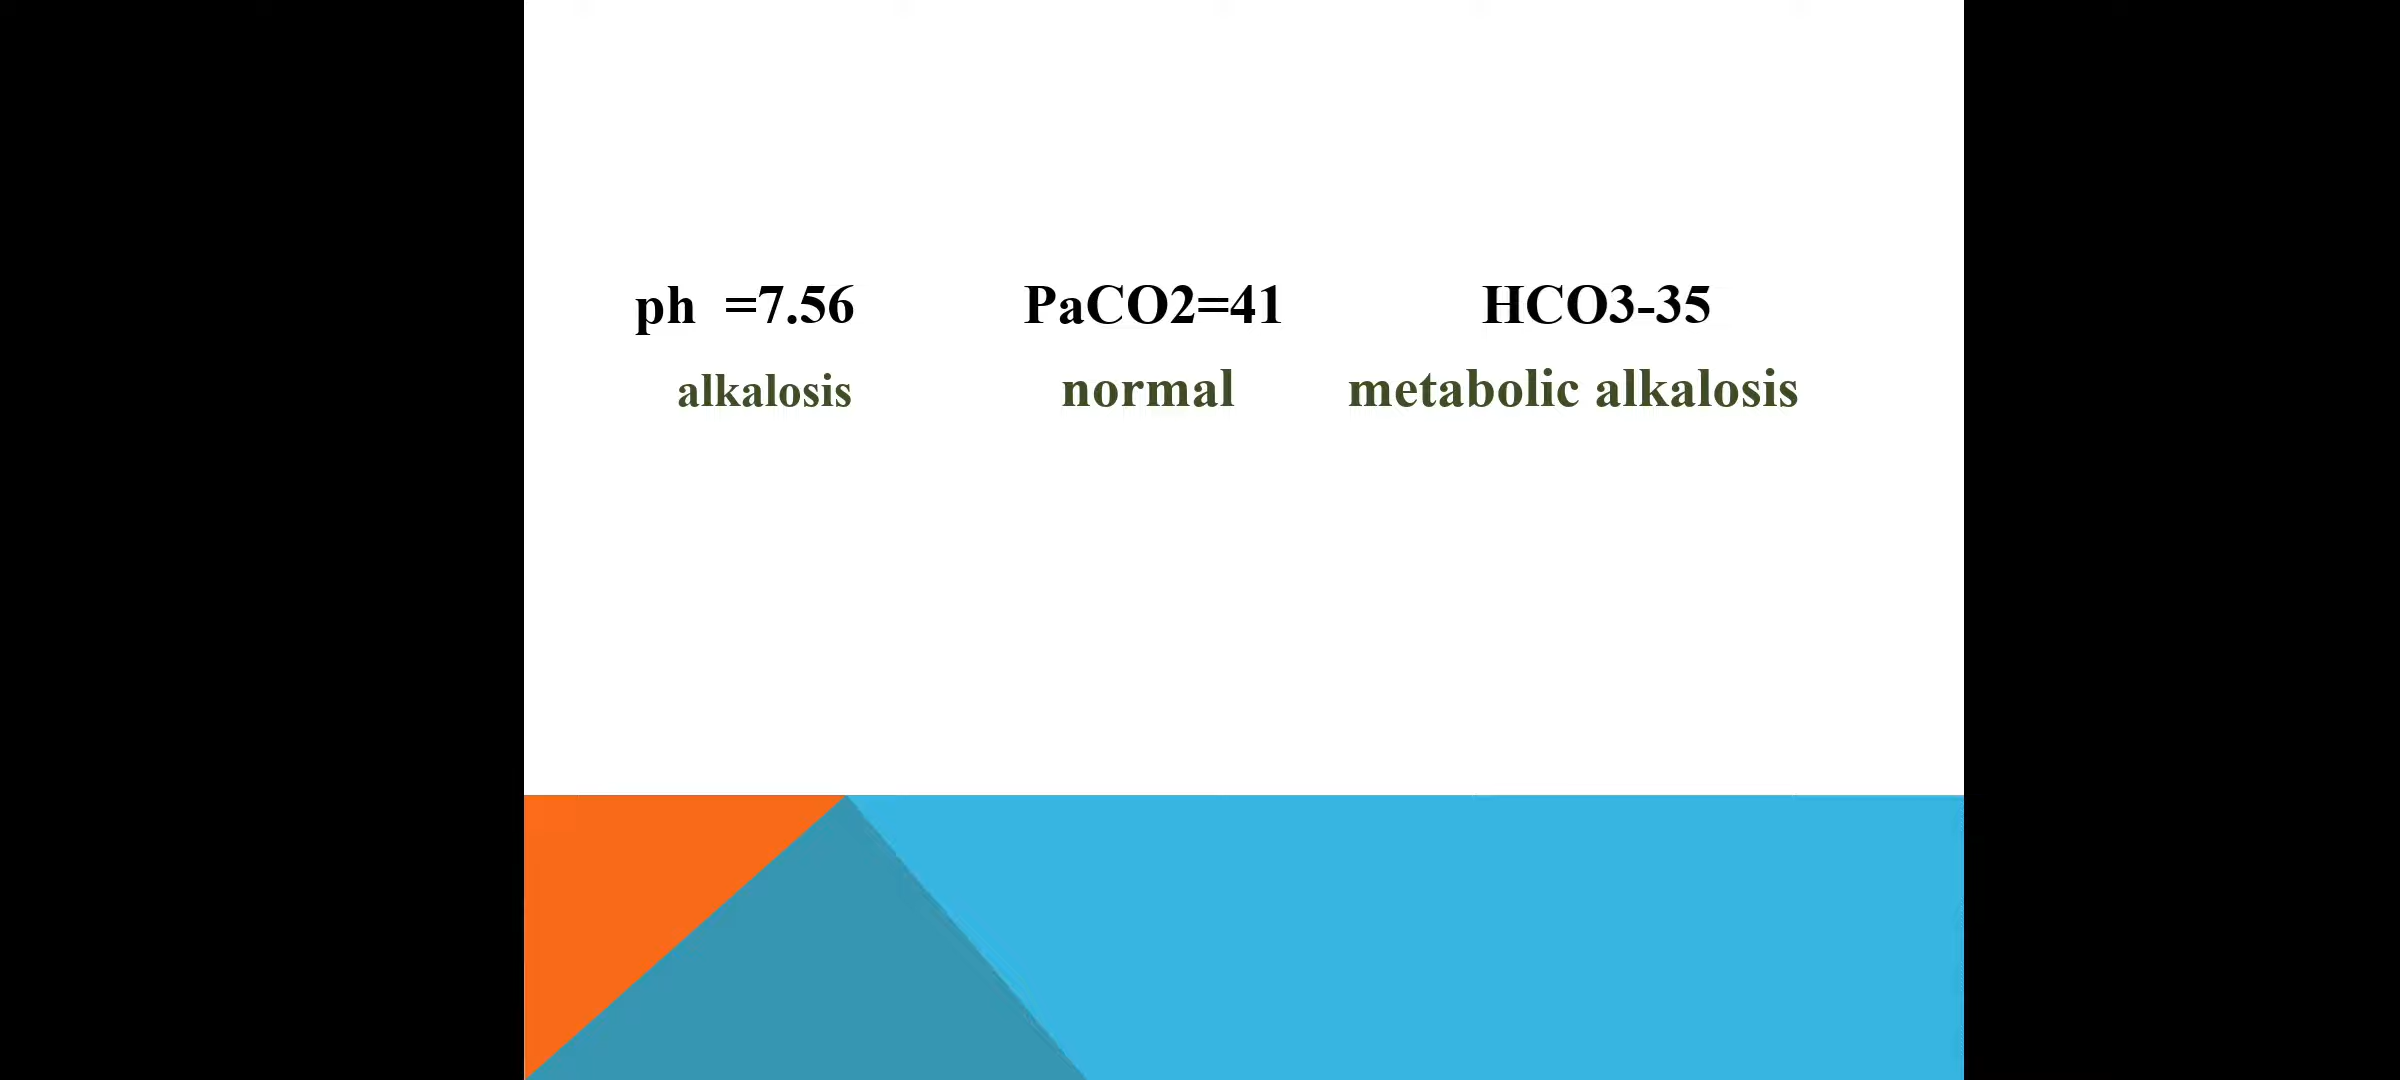 ph =7.56 PaCO2=41 HCO3-35
alkalosis normal metabolic alkalosis